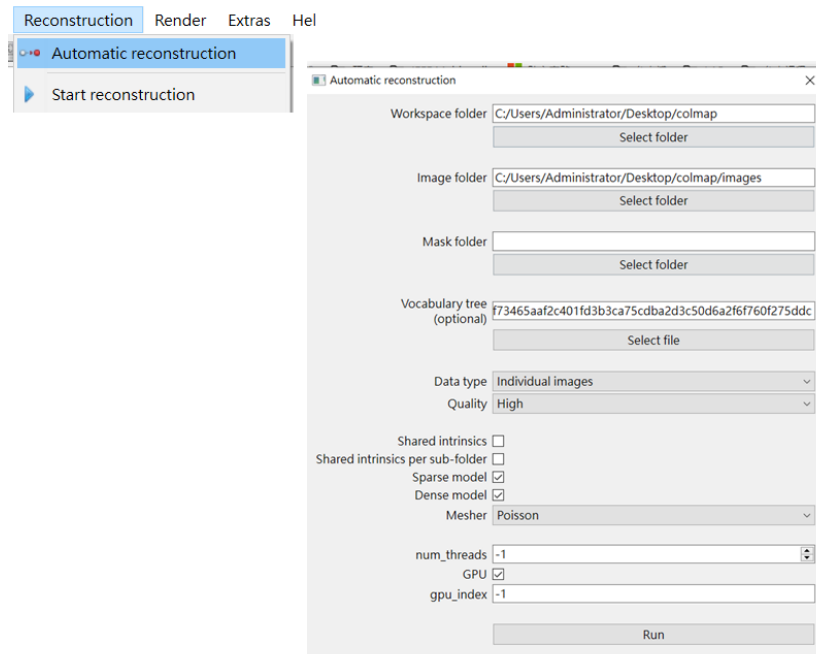 Reconstruction Render Extras Hel
Automatic reconstruction
Start reconstruction
Automatic reconstruction
Workspace folder C:/Users/Administrator/Desktop/colmap
Select folder
Image folder C:/Users/Administrator/Desktop/colmap/images
Select folder
Mask folder
Select folder
Vocabulary tree
(optional) f73465aaf2c401fd3b3ca75cdba2d3c50d6a2f6f760f275ddc
Select file
Data type Individual images
Quality High
Shared intrinsics
Shared intrinsics per sub-folder
Sparse model
Dense model
Mesher Poisson
num_threads -1
GPU
gpu_index -1
Run